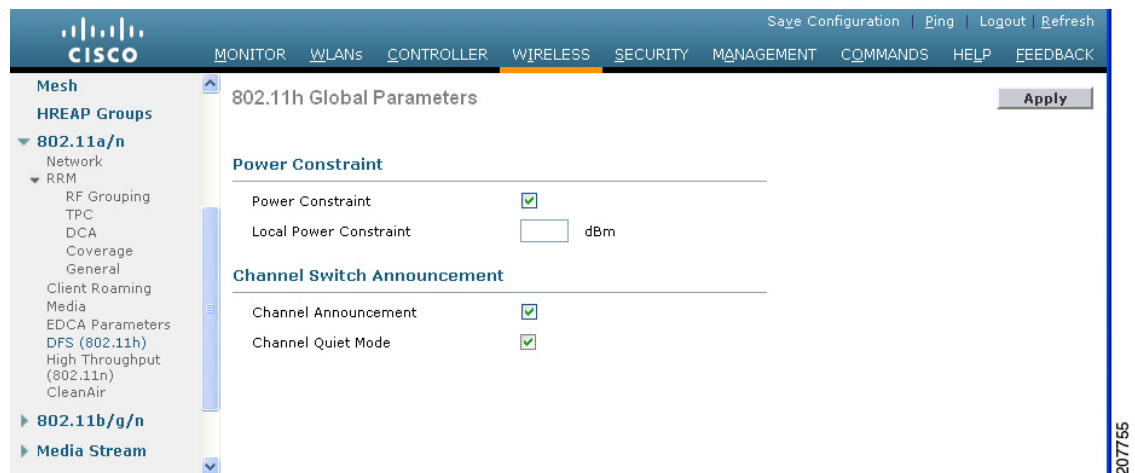 Save Configuration | Ping | Logout | Refresh
CISCO
MONITOR WLANs CONTROLLER WIRELESS SECURITY MANAGEMENT COMMANDS HELP FEEDBACK
Mesh
HREAP Groups
802.11a/n
Network
RRM
RF Grouping
TPC
DCA
Coverage
General
Client Roaming
Media
EDCA Parameters
DFS (802.11h)
High Throughput
(802.11n)
CleanAir
802.11b/g/n
Media Stream
802.11h Global Parameters
Apply
Power Constraint
Power Constraint
Local Power Constraint dBm
Channel Switch Announcement
Channel Announcement
Channel Quiet Mode
207755